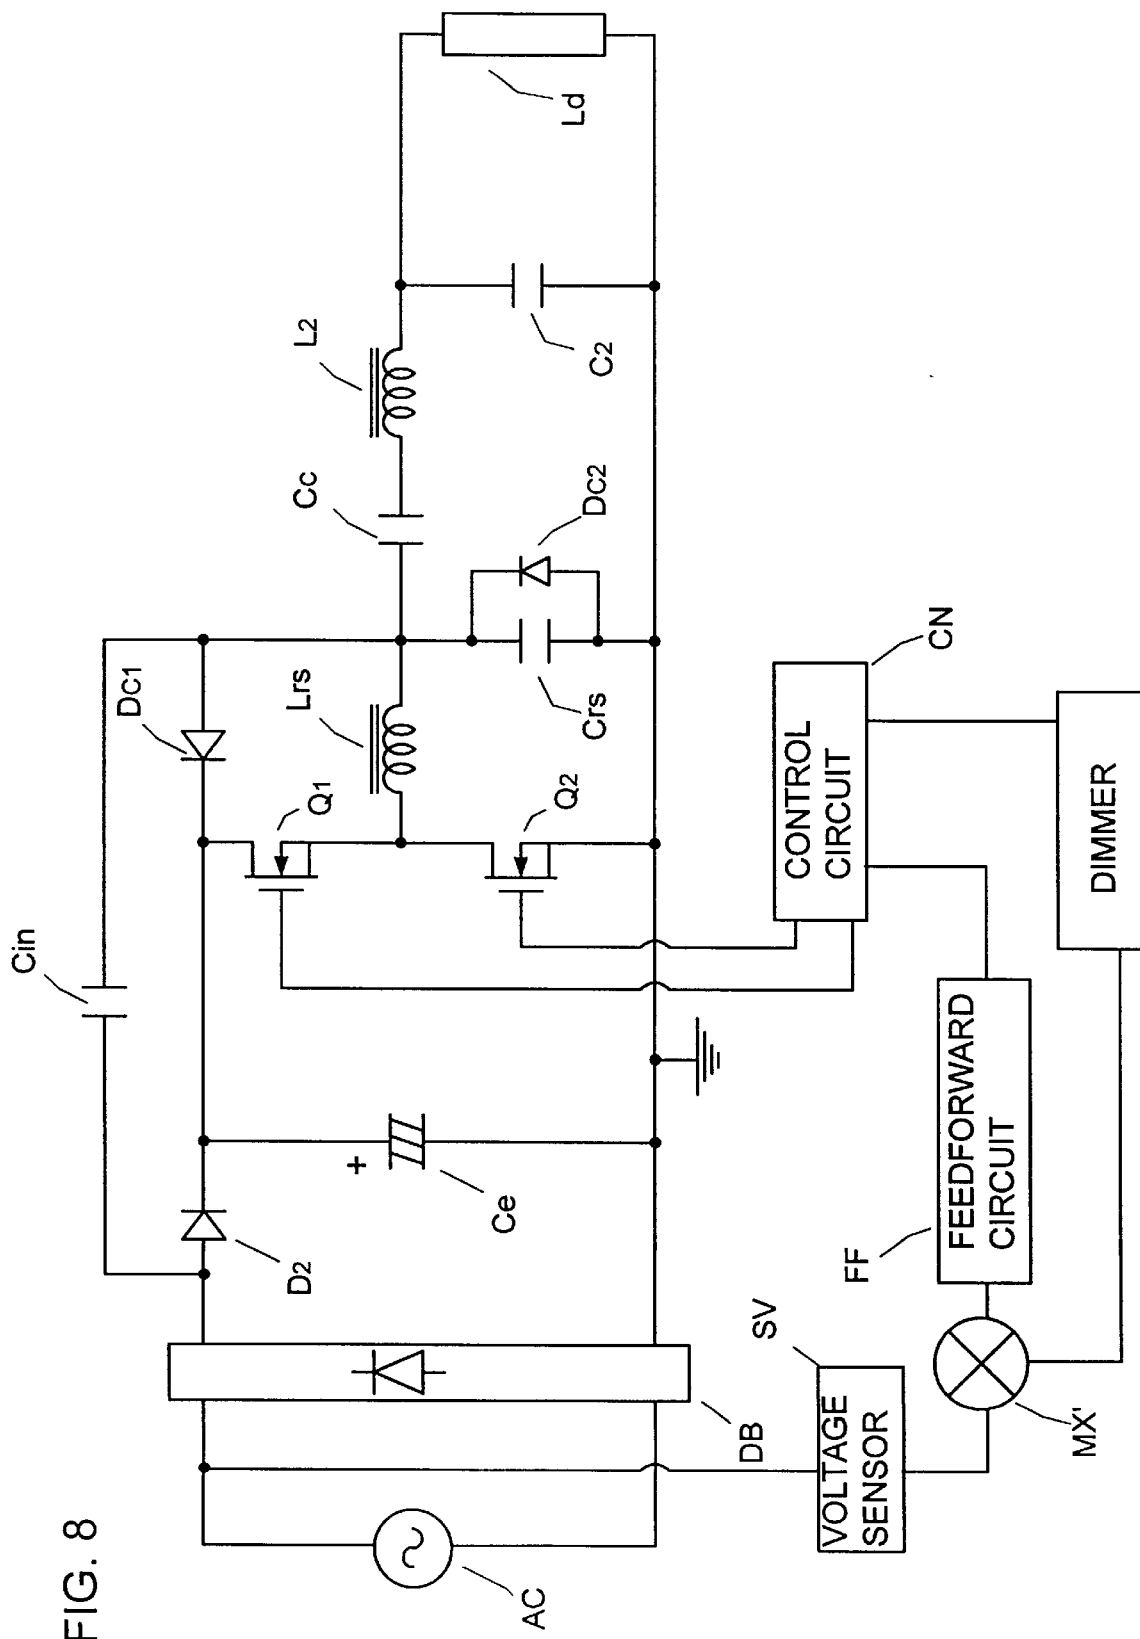 FIG. 8
Cin
DC1
D2
Ce
Q1
Lrs
Q2
Crs
DC2
Cc
L2
C2
Ld
AC
DB
SV
VOLTAGE
SENSOR
MX'
FF
FEEDFORWARD
CIRCUIT
CONTROL
CIRCUIT
CN
DIMMER
+